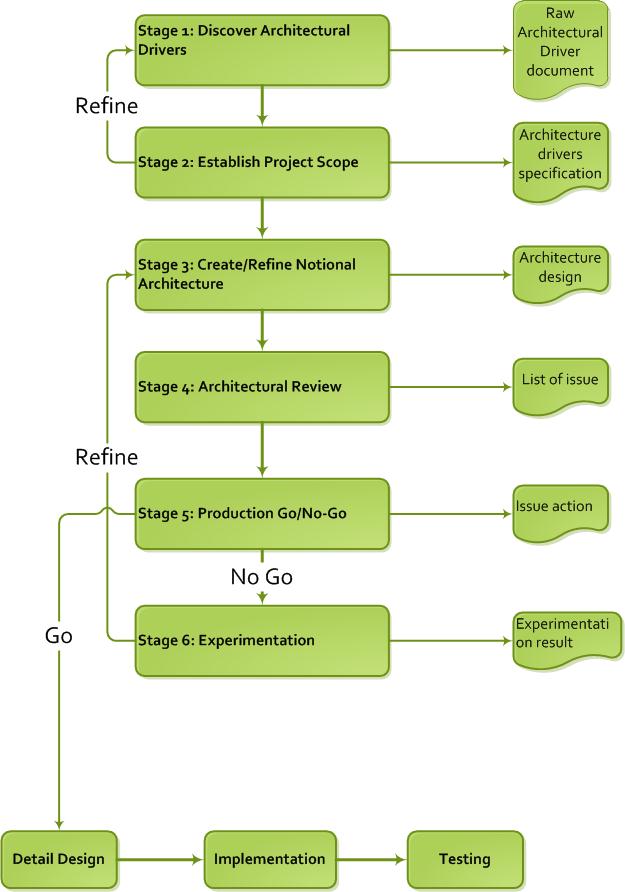 Stage 1: Discover Architectural
Drivers
Raw
Architectural
Driver
document
Refine
Stage 2: Establish Project Scope
Architecture
drivers
specification
Stage 3: Create/Refine Notional
Architecture
Architecture
design
Stage 4: Architectural Review
List of issue
Refine
Stage 5: Production Go/No-Go
Issue action
No Go
Go
Stage 6: Experimentation
Experimentati
on result
Detail Design
Implementation
Testing